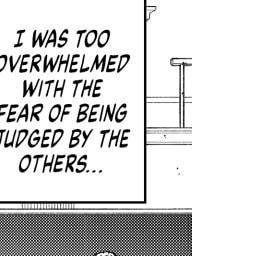 I WAS TOO
OVERWHELMED
WITH THE
FEAR OF BEING
JUDGED BY THE
OTHERS...